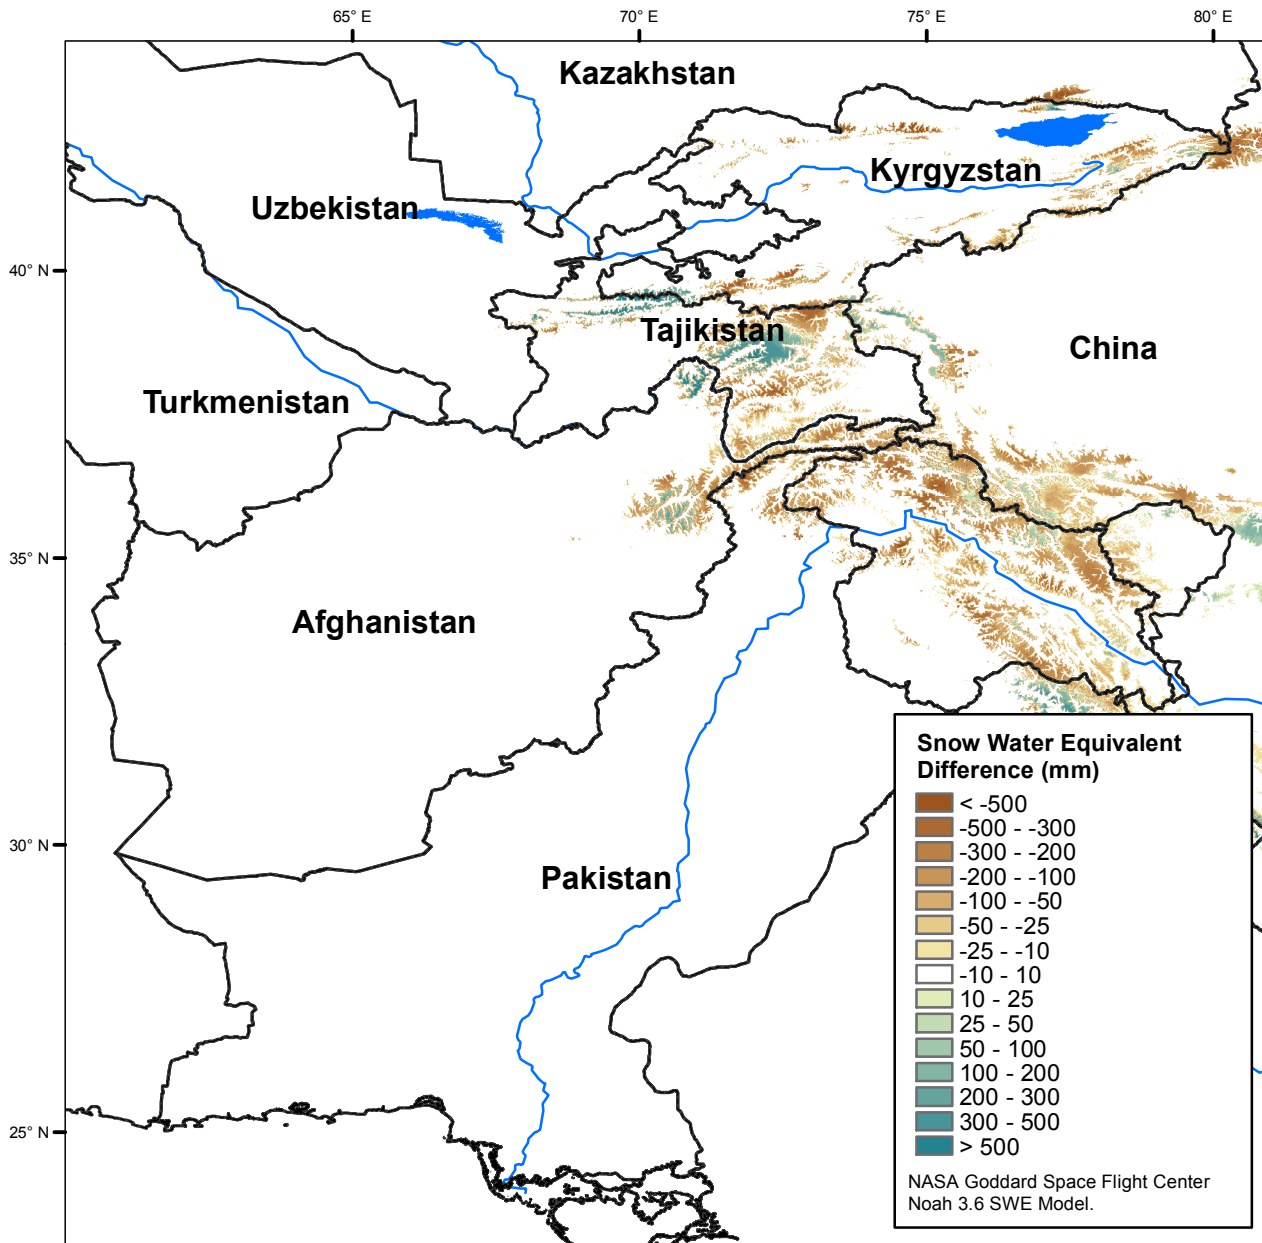 65° E
70° E
75° E
80° E
Kazakhstan
Kyrgyzstan
Uzbekistan
40° N
Tajikistan
China
Turkmenistan
35° N
Afghanistan
Snow Water Equivalent
Difference (mm)
< -500
-500 - -300
-300 - -200
-200 - -100
-100 - -50
-50 - -25
-25 - -10
-10 - 10
10 - 25
25 - 50
50 - 100
100 - 200
200 - 300
300 - 500
> 500
NASA Goddard Space Flight Center
Noah 3.6 SWE Model.
30° N
Pakistan
25° N